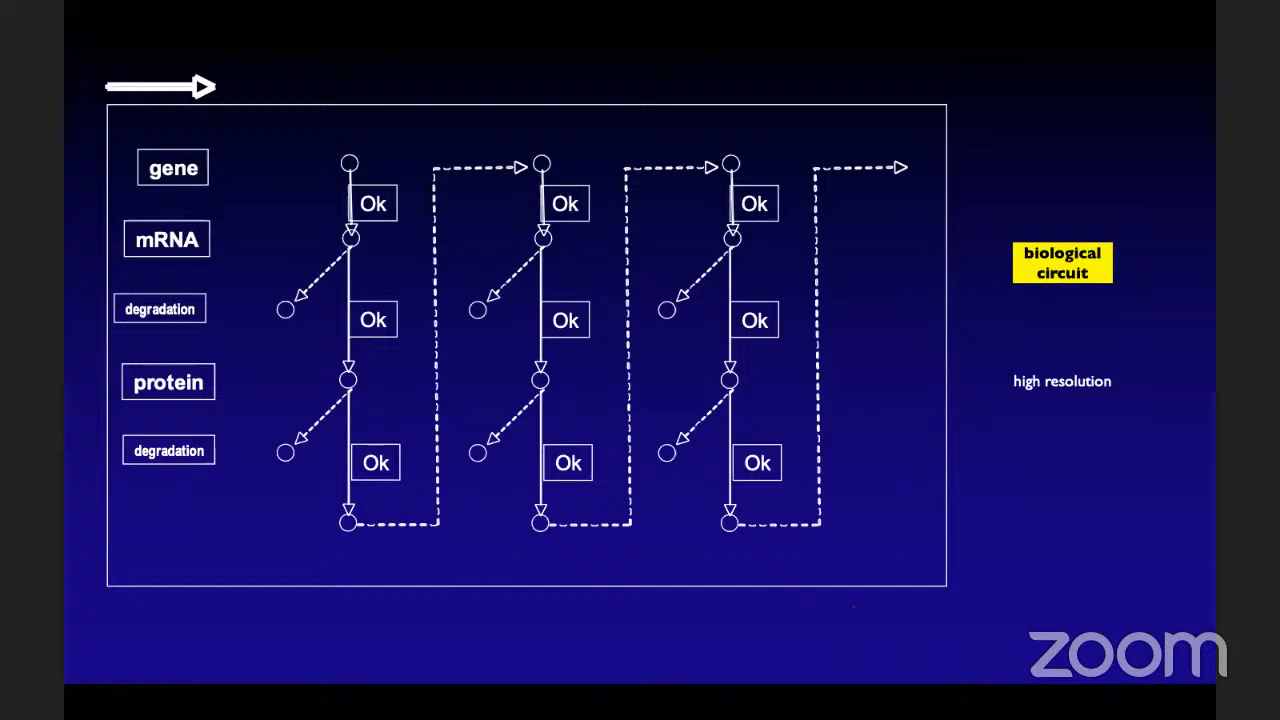 gene
Ok
Ok
Ok
mRNA
biological
circuit
degradation
Ok
Ok
Ok
protein
high resolution
degradation
Ok
Ok
Ok
zoom